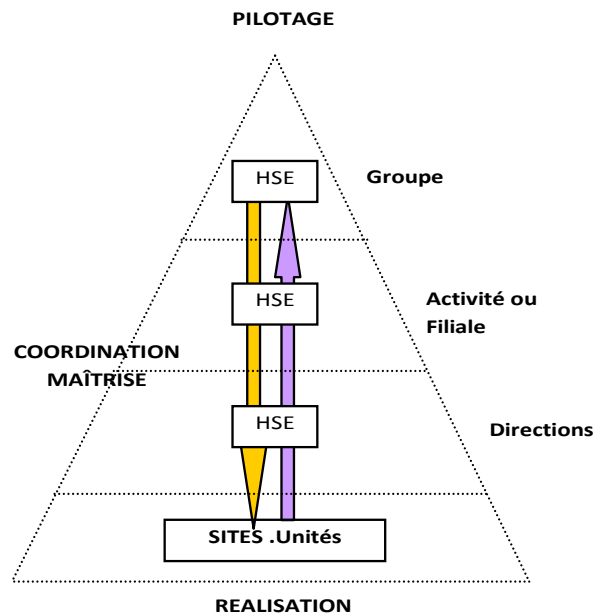 PILOTAGE
HSE
Groupe
HSE
Activité ou
Filiale
COORDINATION
MAÎTRISE
HSE
Directions
SITES .Unités
REALISATION